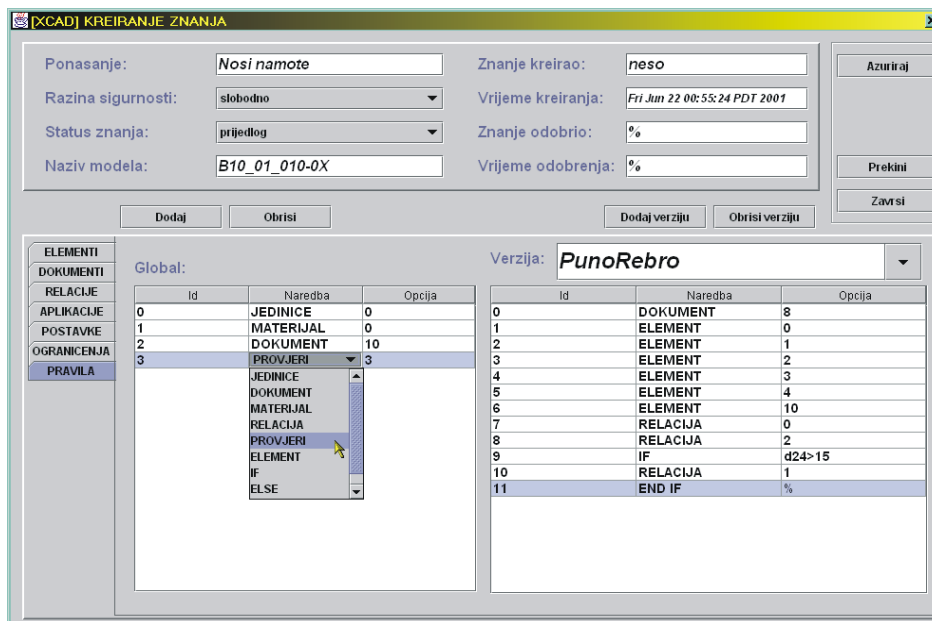 [XCAD] KREIRANJE ZNANJA
Ponasanje: Nosi namote Znanje kreirao: neso
Azuriraj
Razina sigurnosti: slobodno Vrijeme kreiranja: Fri Jun 22 00:55:24 PDT 2001
Status znanja: prijedlog Znanje odobrio: %
Naziv modela: B10_01_010-0X Vrijeme odobrenja: %
Prekini
Zavrsi
Dodaj Obrisi Dodaj verziju Obrisi verziju
ELEMENTI
DOKUMENTI
RELACIJE
APLIKACIJE
POSTAVKE
OGRANICENJA
PRAVILA
Global:
Id Naredba Opcija
0 JEDINICE 0
1 MATERIJAL 0
2 DOKUMENT 10
3 PROVJERI 3
JEDINICE
DOKUMENT
MATERIJAL
RELACIJA
PROVJERI
ELEMENT
IF
ELSE
Verzija: PunoRebro
Id Naredba Opcija
0 DOKUMENT 8
1 ELEMENT 0
2 ELEMENT 1
3 ELEMENT 2
4 ELEMENT 3
5 ELEMENT 4
6 ELEMENT 10
7 RELACIJA 0
8 RELACIJA 2
9 IF d24>15
10 RELACIJA 1
11 END IF %